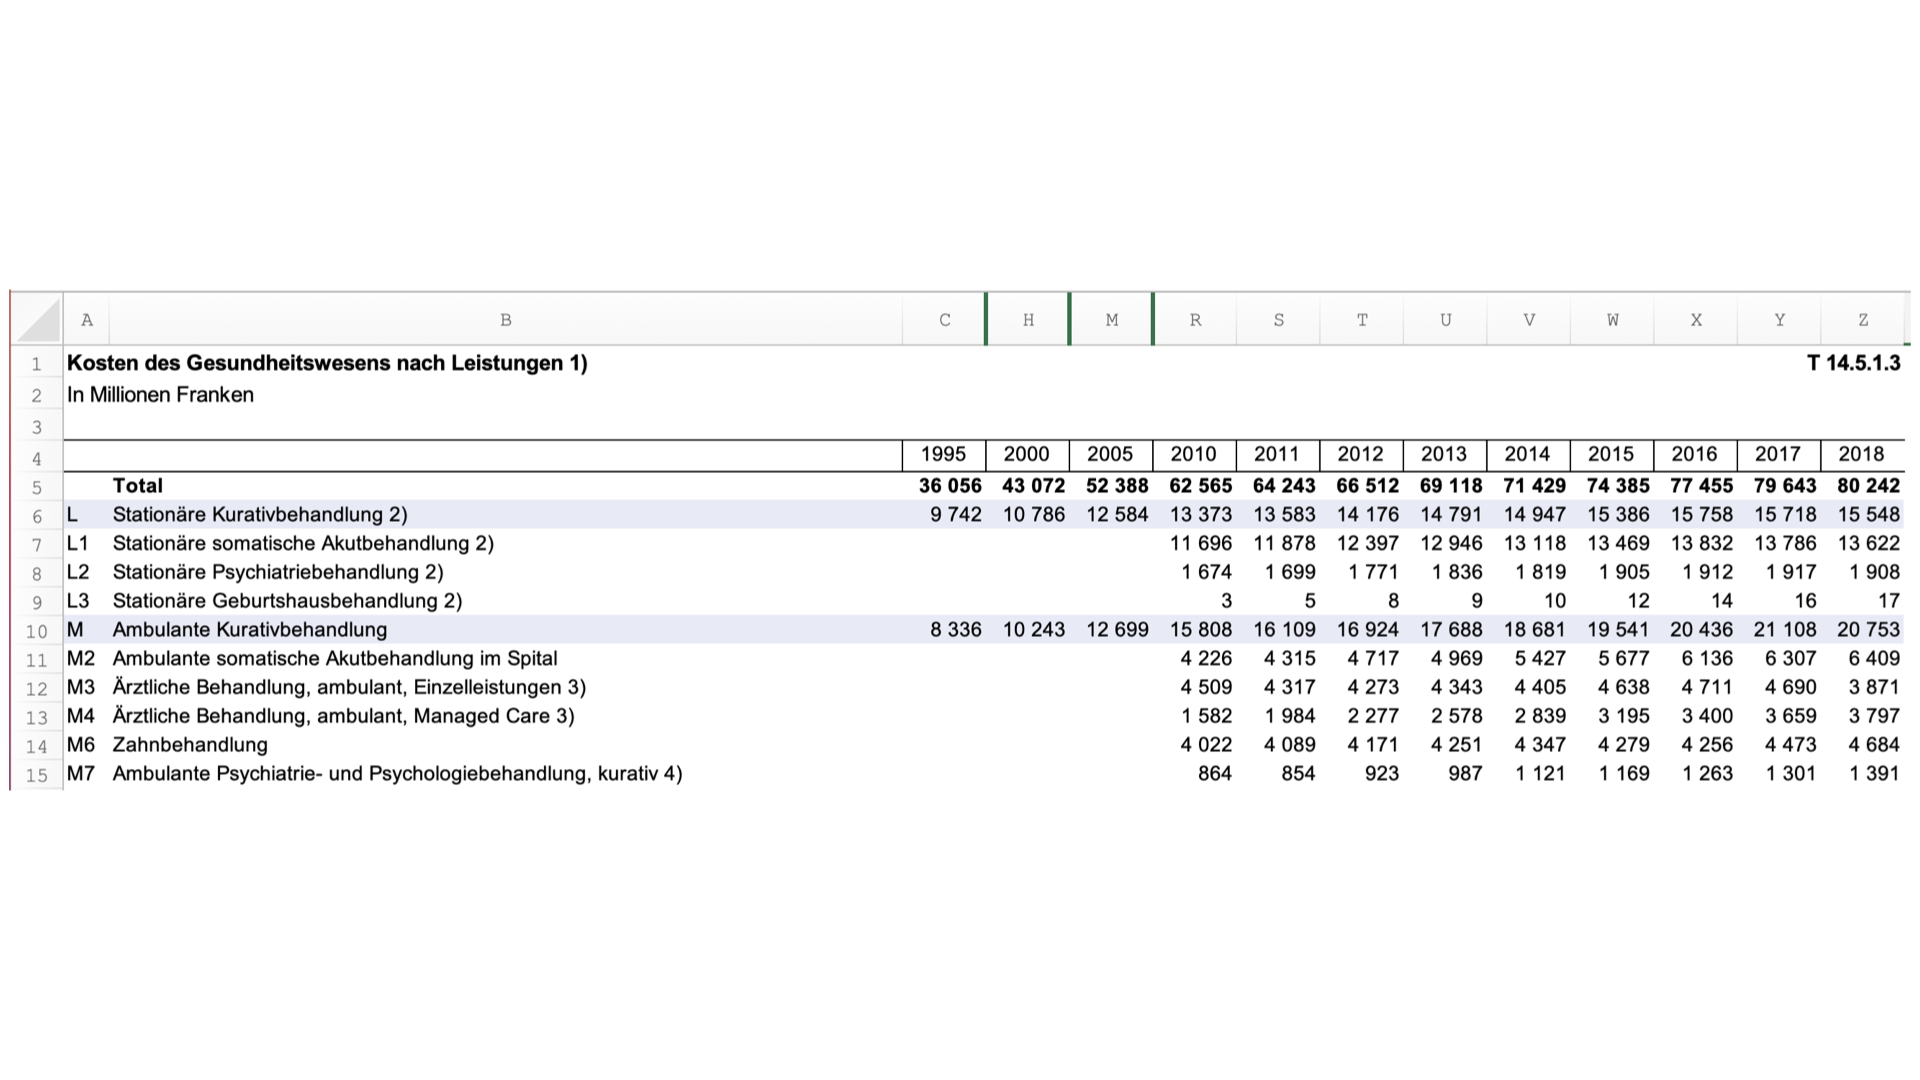 A B C H M R S T U V W X Y Z
1 Kosten des Gesundheitswesens nach Leistungen 1) T 14.5.1.3
2 In Millionen Franken
3
4 1995 2000 2005 2010 2011 2012 2013 2014 2015 2016 2017 2018
5 Total 36 056 43 072 52 388 62 565 64 243 66 512 69 118 71 429 74 385 77 455 79 643 80 242
6 L Stationäre Kurativbehandlung 2) 9 742 10 786 12 584 13 373 13 583 14 176 14 791 14 947 15 386 15 758 15 718 15 548
7 L1 Stationäre somatische Akutbehandlung 2) 11 696 11 878 12 397 12 946 13 118 13 469 13 832 13 786 13 622
8 L2 Stationäre Psychiatriebehandlung 2) 1 674 1 699 1 771 1 836 1 819 1 905 1 912 1 917 1 908
9 L3 Stationäre Geburtshausbehandlung 2) 3 5 8 9 10 12 14 16 17
10 M Ambulante Kurativbehandlung 8 336 10 243 12 699 15 808 16 109 16 924 17 688 18 681 19 541 20 436 21 108 20 753
11 M2 Ambulante somatische Akutbehandlung im Spital 4 226 4 315 4 717 4 969 5 427 5 677 6 136 6 307 6 409
12 M3 Ärztliche Behandlung, ambulant, Einzelleistungen 3) 4 509 4 317 4 273 4 343 4 405 4 638 4 711 4 690 3 871
13 M4 Ärztliche Behandlung, ambulant, Managed Care 3) 1 582 1 984 2 277 2 578 2 839 3 195 3 400 3 659 3 797
14 M6 Zahnbehandlung 4 022 4 089 4 171 4 251 4 347 4 279 4 256 4 473 4 684
15 M7 Ambulante Psychiatrie- und Psychologiebehandlung, kurativ 4) 864 854 923 987 1 121 1 169 1 263 1 301 1 391